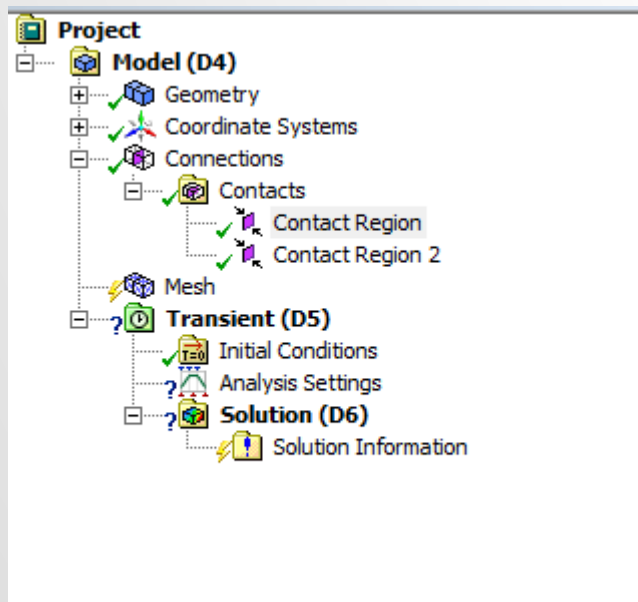 Project
Model (D4)
Geometry
Coordinate Systems
Connections
Contacts
Contact Region
Contact Region 2
Mesh
Transient (D5)
T=0 Initial Conditions
Analysis Settings
Solution (D6)
Solution Information